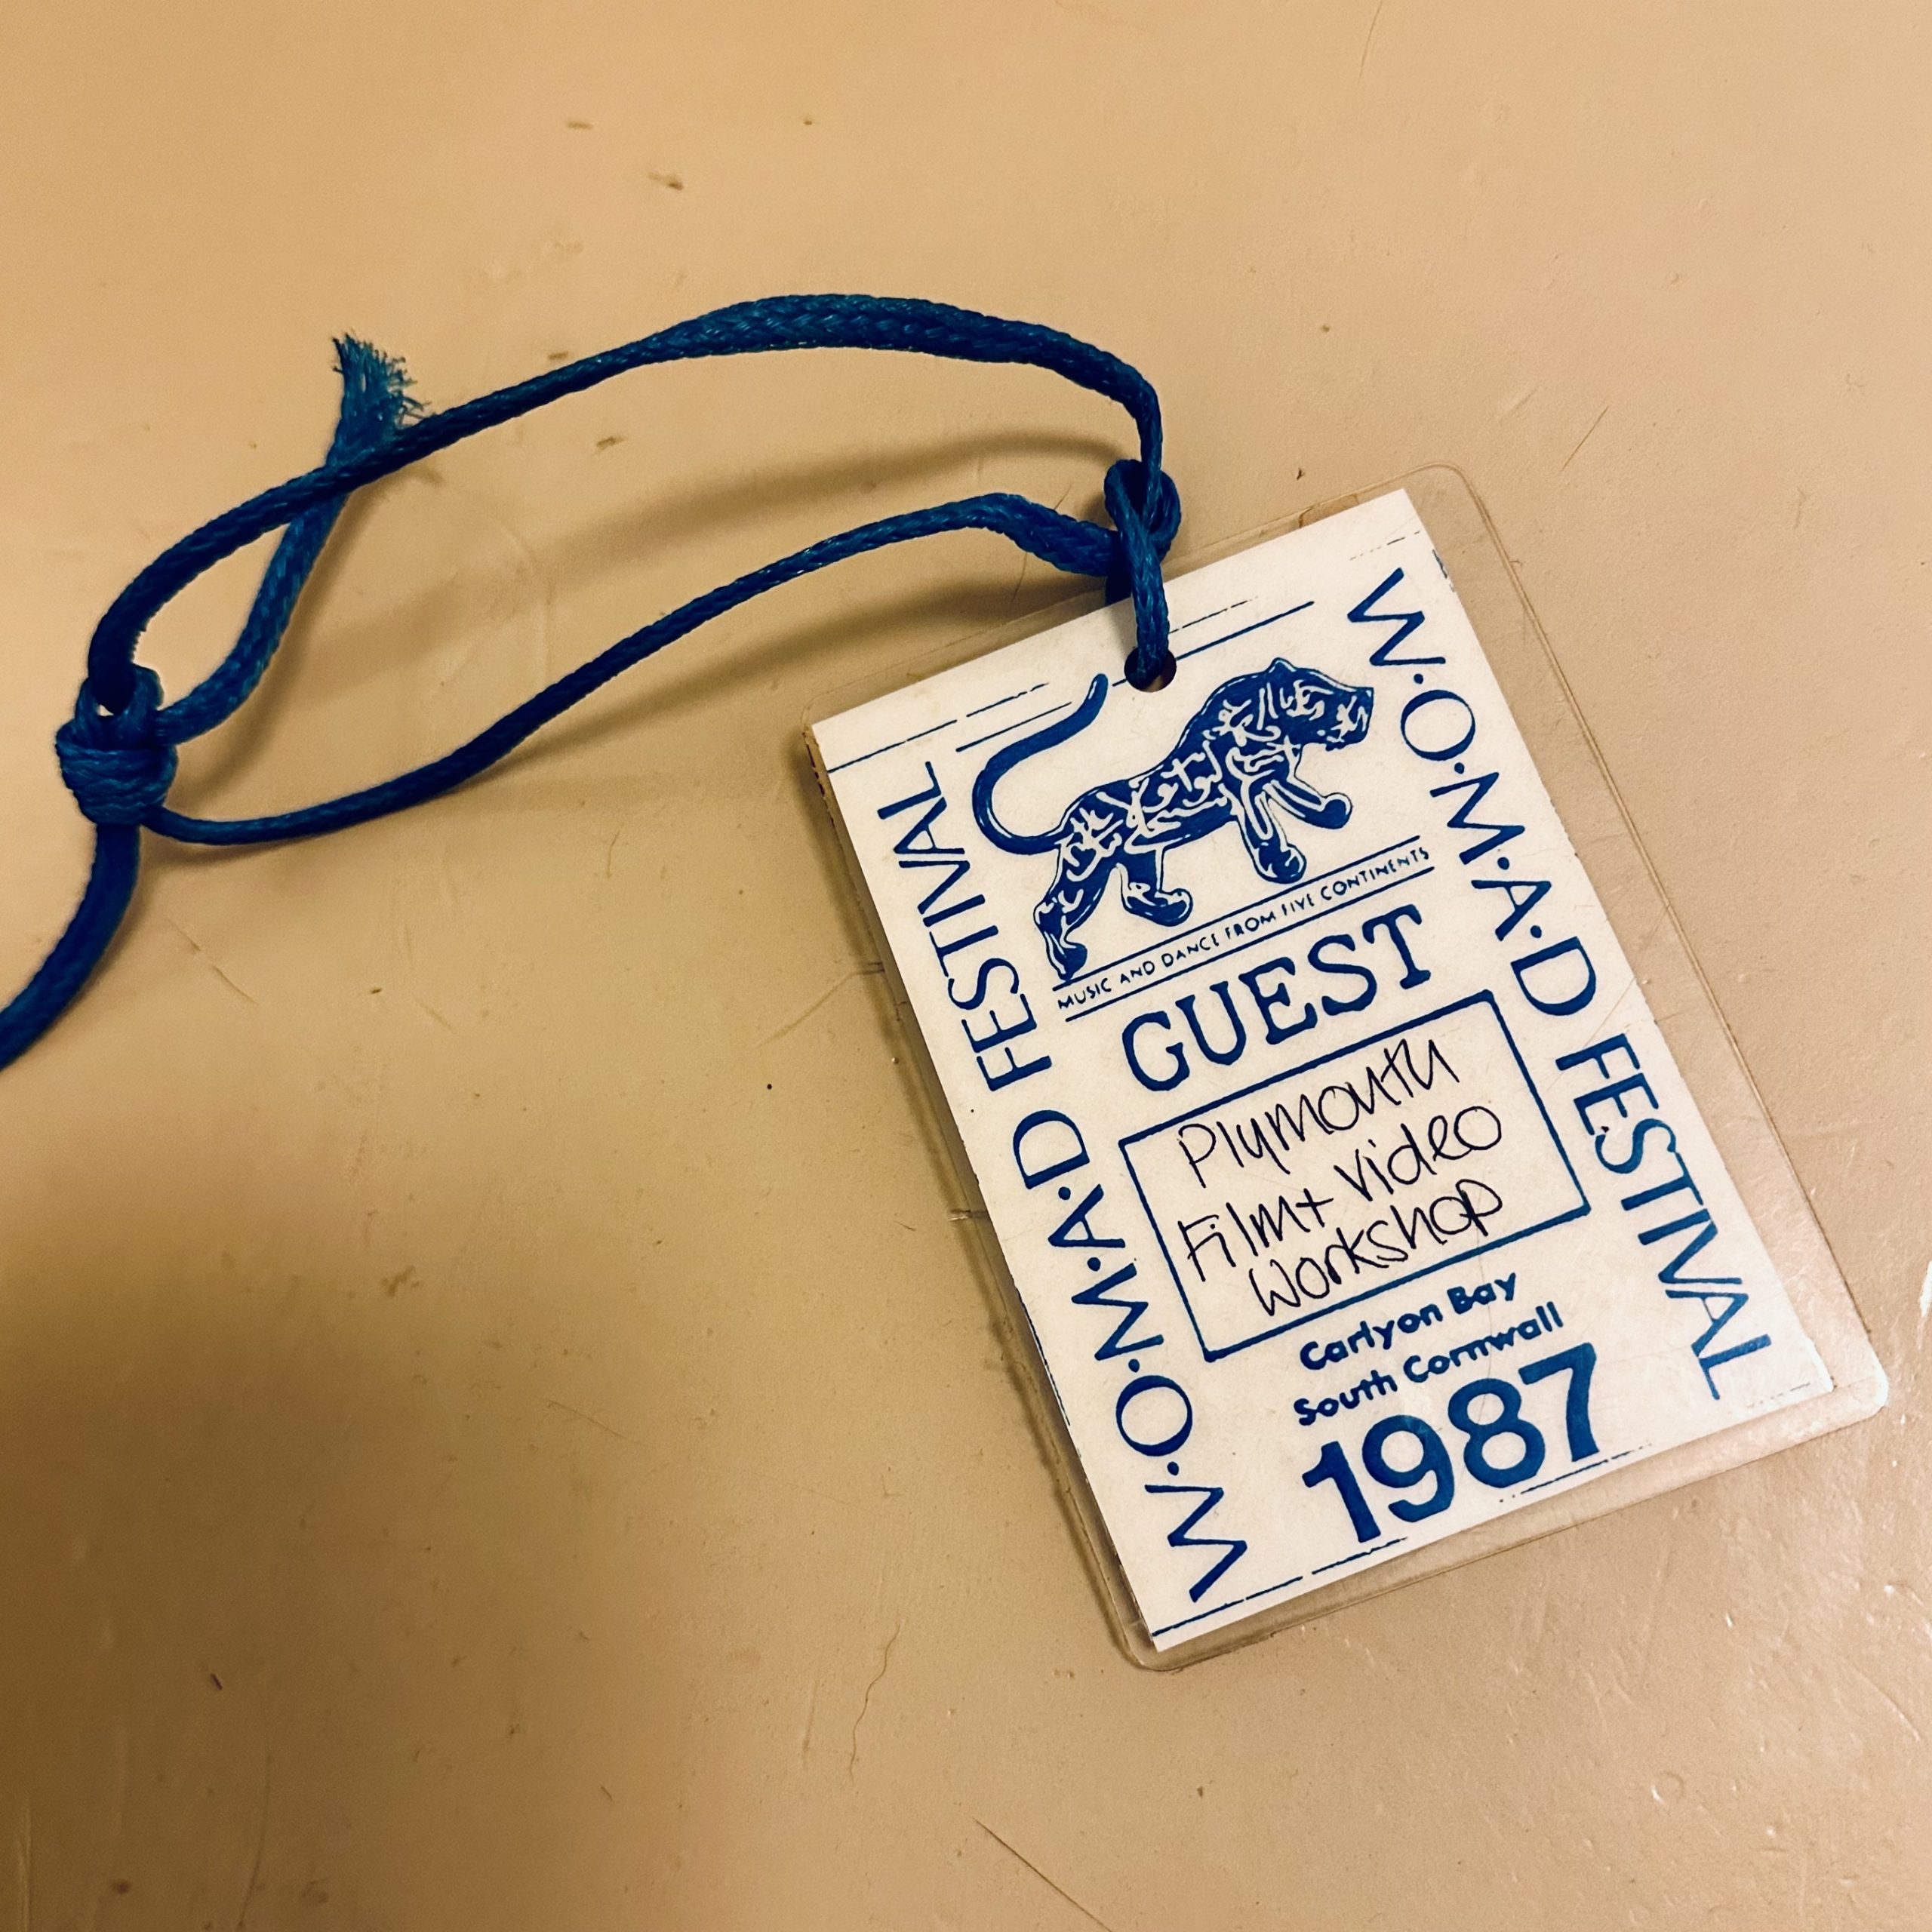 W.O.M.A.D FESTIVAL
W.O.M.A.D FESTIVAL
MUSIC AND DANCE FROM FIVE CONTINENTS
GUEST
Plymouth
Film + Video
Workshop
Carlyon Bay
South Cornwall
1987